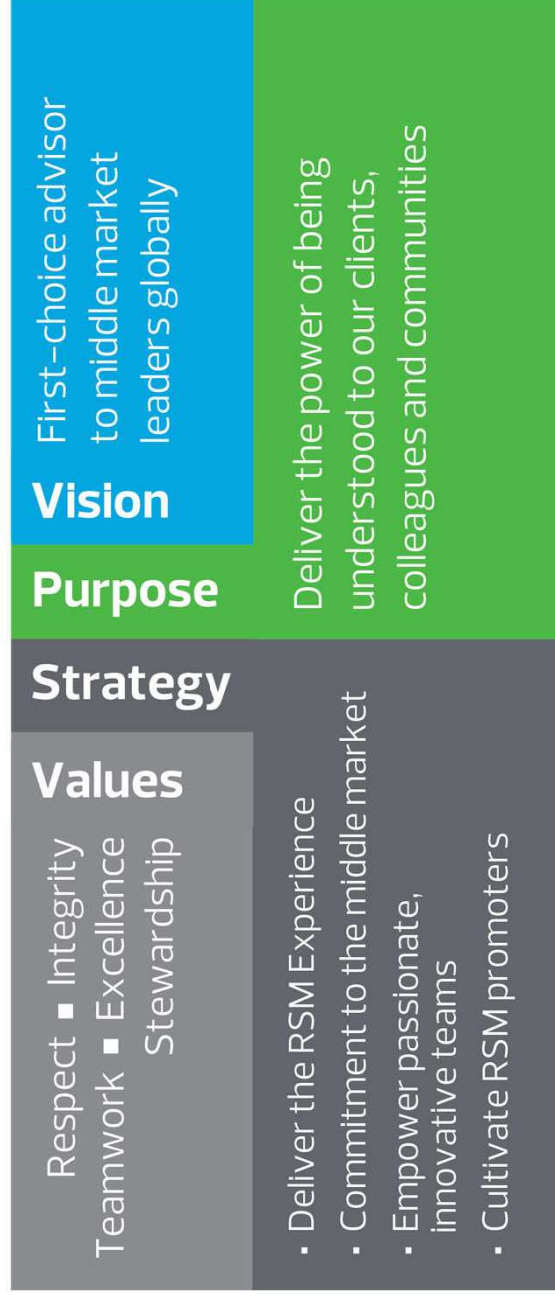 Respect ▪ Integrity
Teamwork ▪ Excellence
Stewardship
Values
Strategy
▪ Deliver the RSM Experience
▪ Commitment to the middle market
▪ Empower passionate,
innovative teams
▪ Cultivate RSM promoters
Purpose
Deliver the power of being
understood to our clients,
colleagues and communities
Vision
First-choice advisor
to middle market
leaders globally